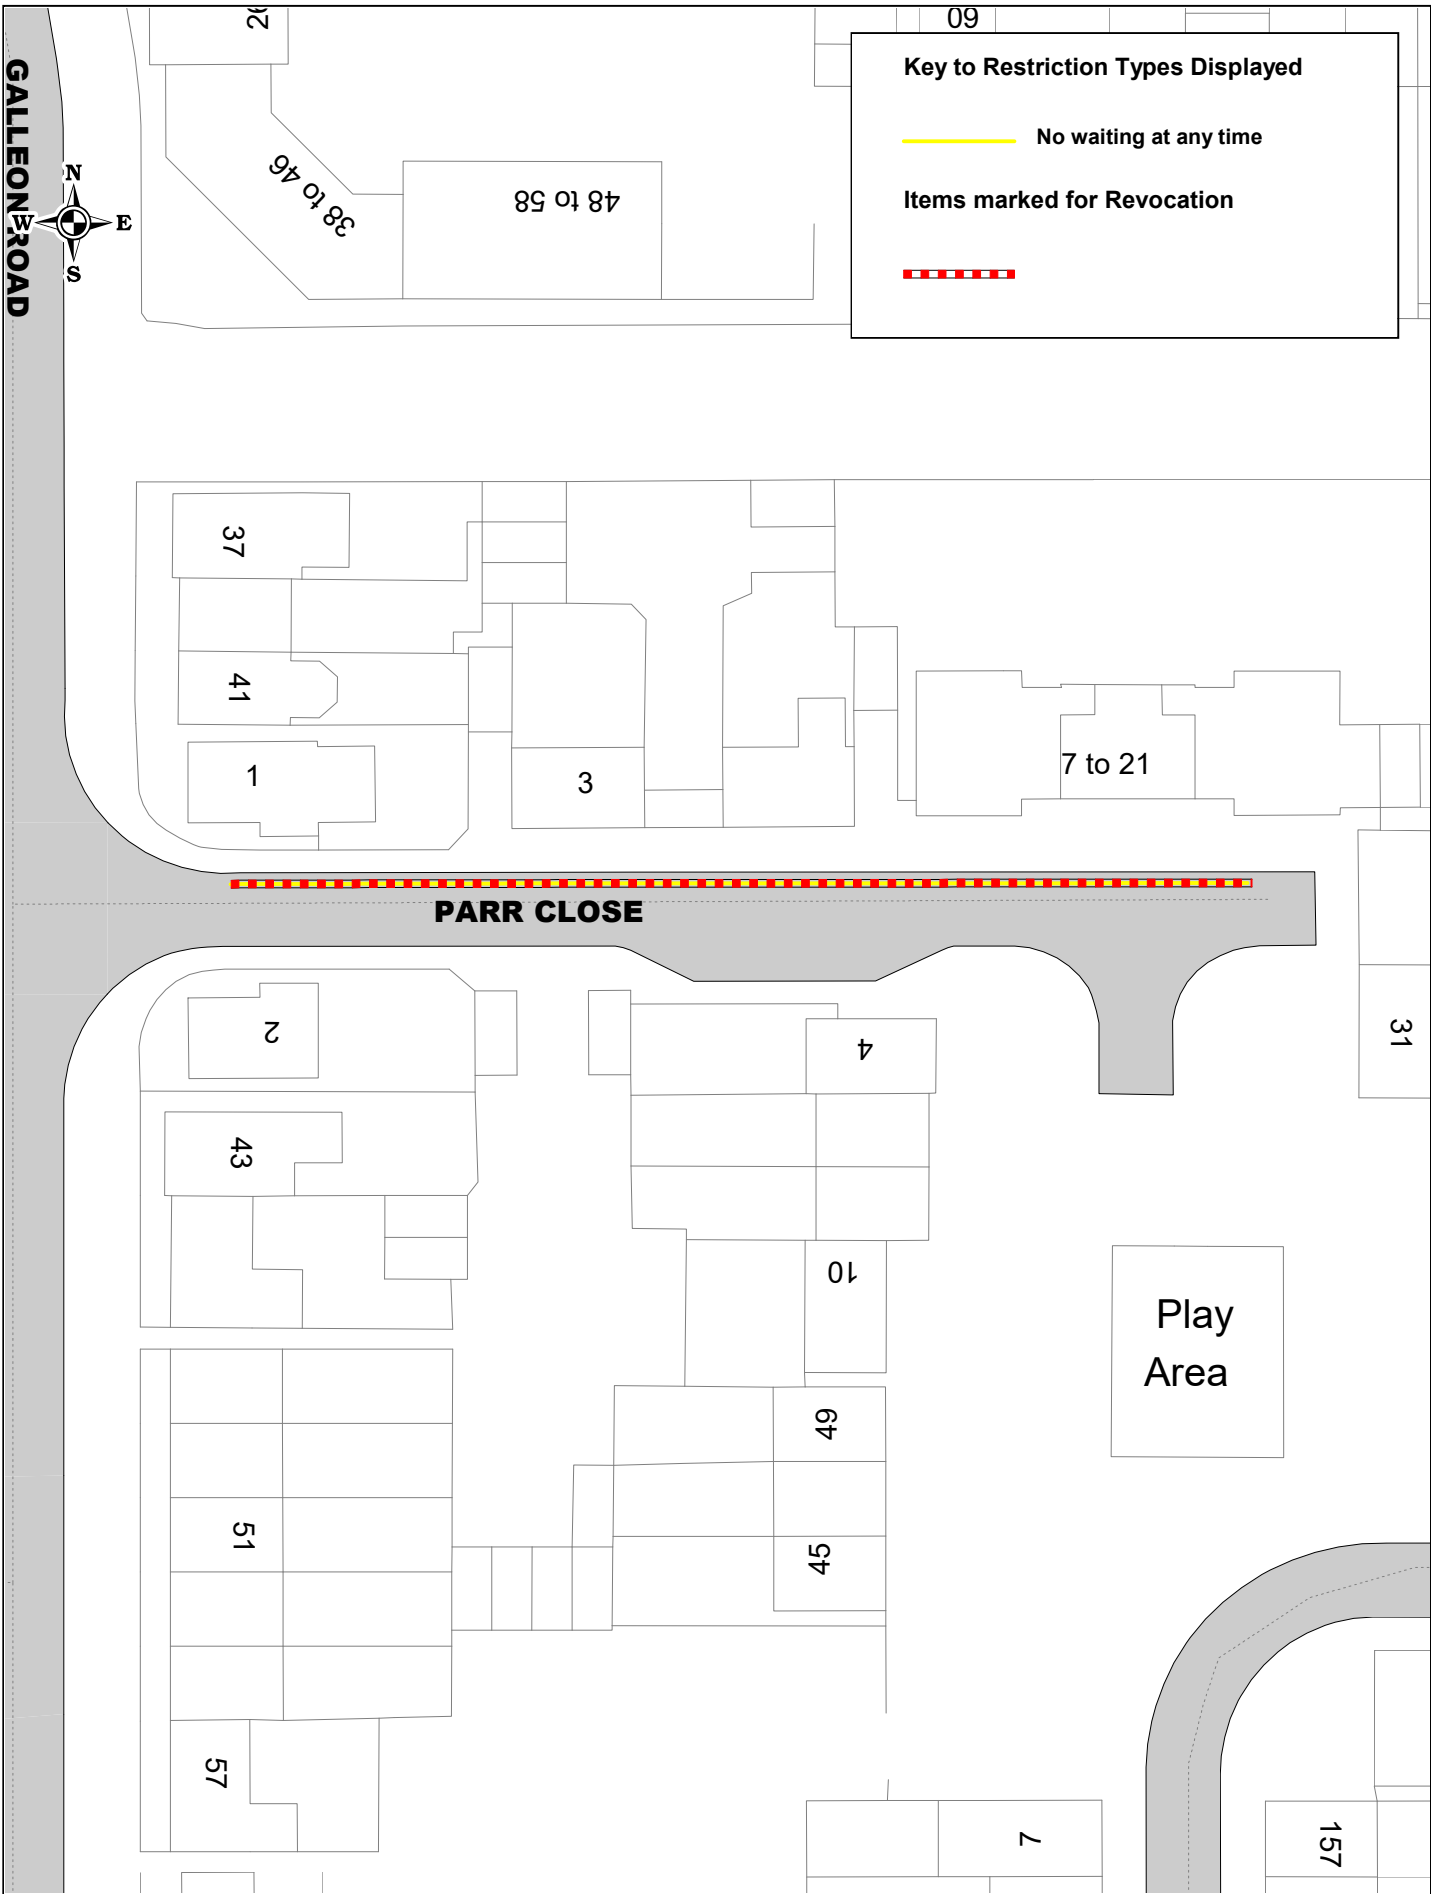 26
60
Key to Restriction Types Displayed
No waiting at any time
Items marked for Revocation
GALLEON ROAD
N
W
E
S
38 to 46
48 to 58
37
41
1
3
7 to 21
PARR CLOSE
2
4
31
43
10
Play
Area
49
51
45
57
7
157